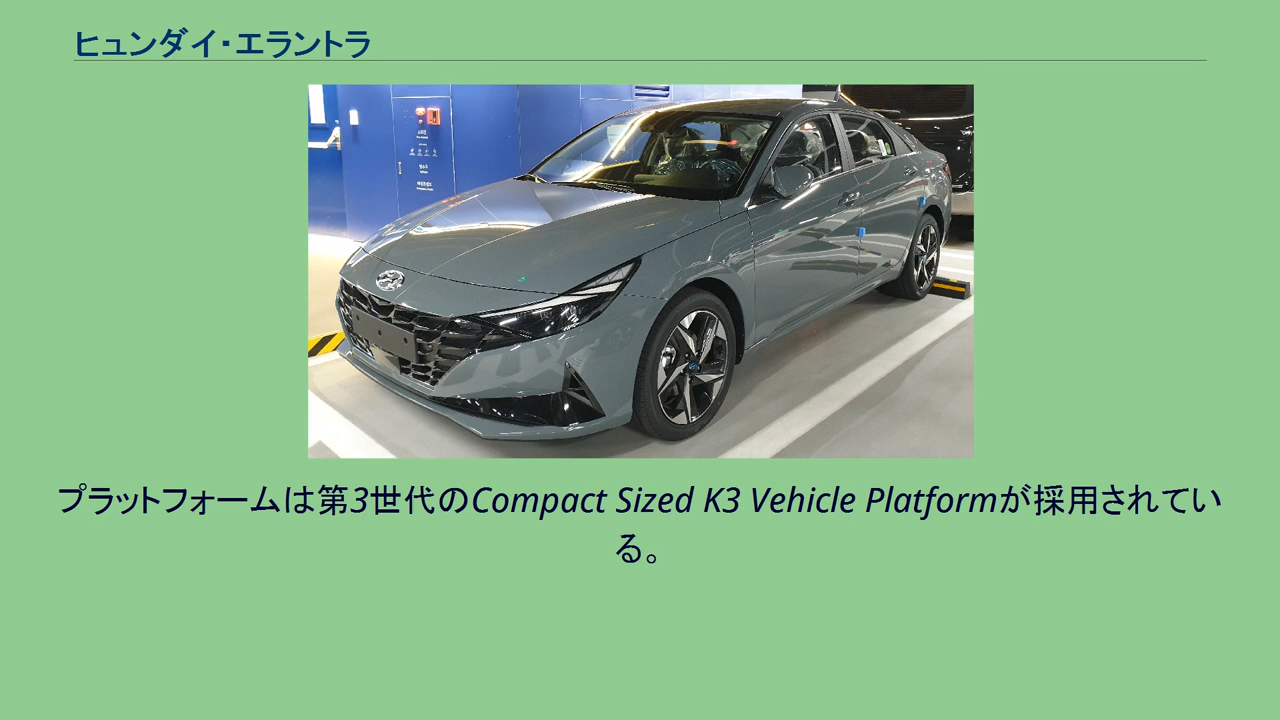 ヒュンダイ・エラントラ
プラットフォームは第3世代のCompact Sized K3 Vehicle Platformが採用されてい
る。